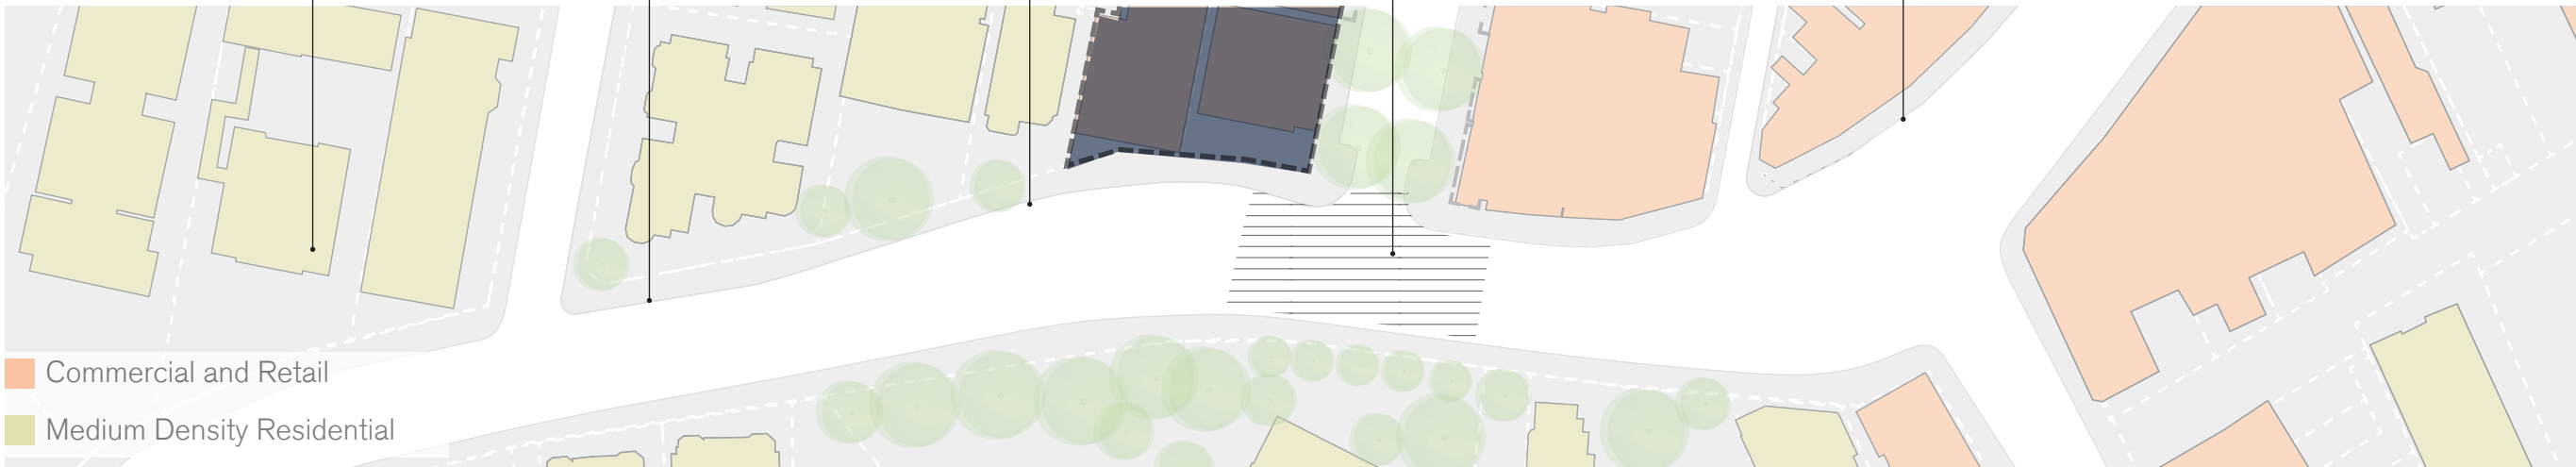 Commercial and Retail
Medium Density Residential